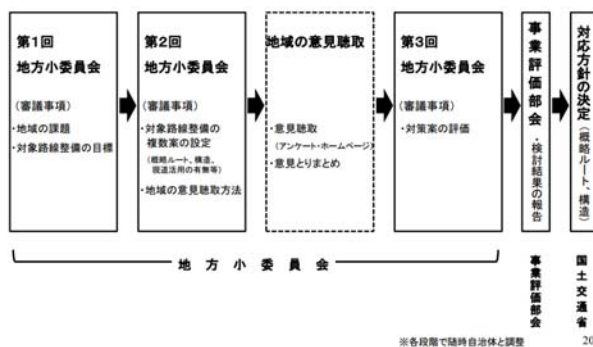 第1回
地方小委員会
(審議事項)
・地域の課題
・対象路線整備の目標
第2回
地方小委員会
(審議事項)
・対象路線整備の
複数案の設定
(概略ルート、構造、
現道活用の有無等)
・地域の意見聴取方法
地域の意見聴取
・意見聴取
(アンケート・ホームページ)
・意見とりまとめ
第3回
地方小委員会
(審議事項)
・対策案の評価
事業評価部会
・検討結果の報告
対応方針の決定
(概略ルート、構造)
地方小委員会
事業評価部会
国土交通省
※各段階で随時自治体と調整
20